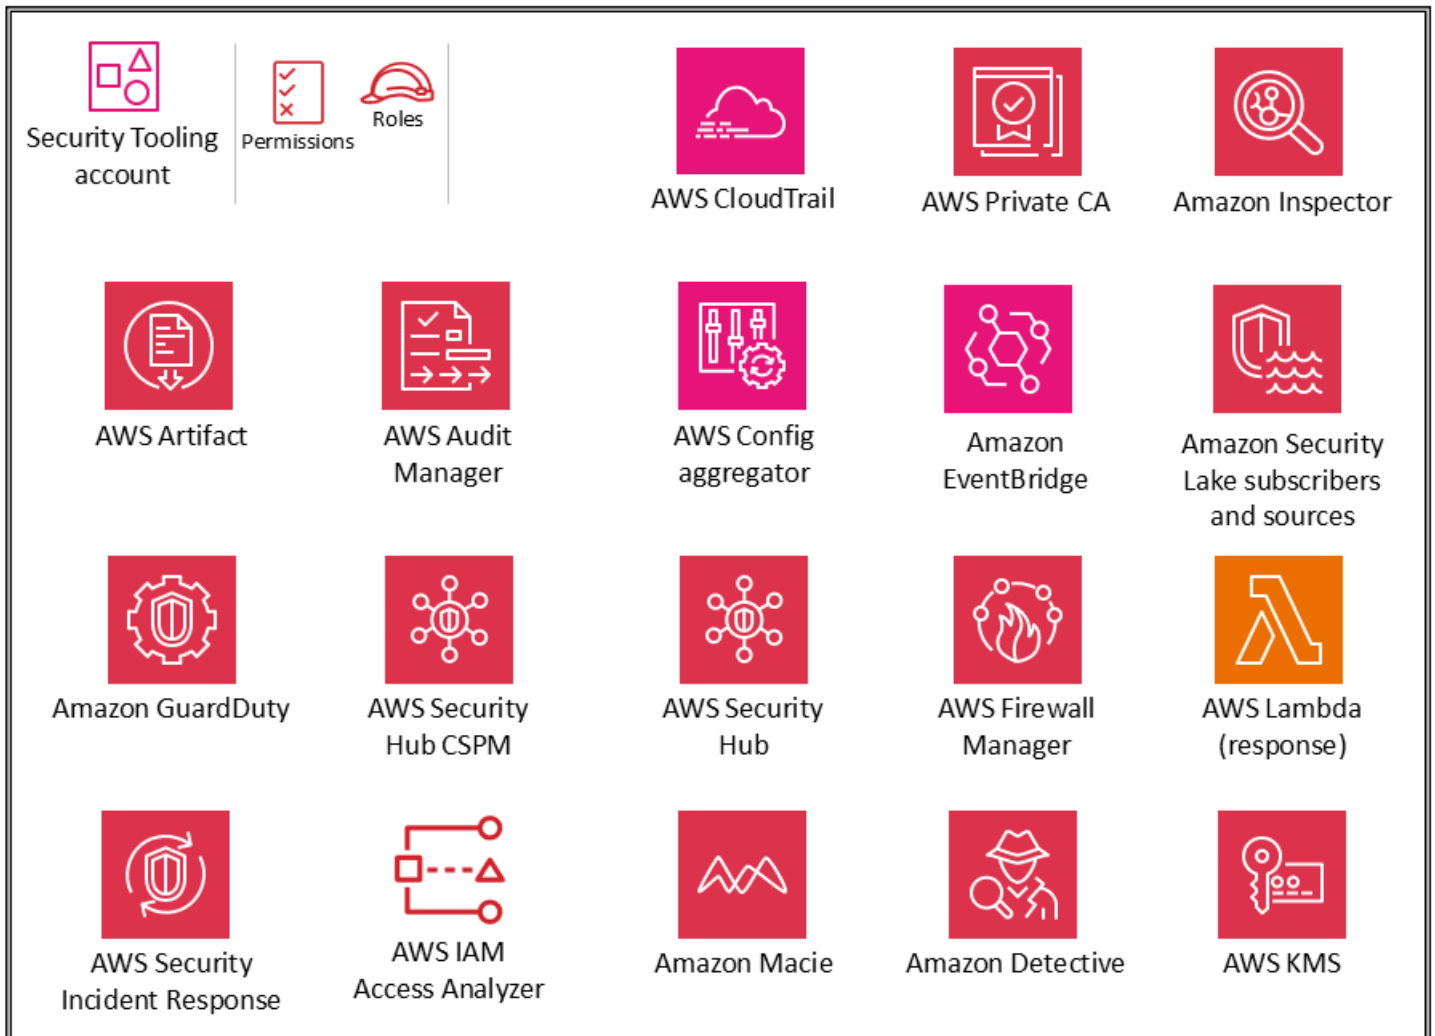 Security Tooling
account
Permissions
Roles
AWS CloudTrail
AWS Private CA
Amazon Inspector
AWS Artifact
AWS Audit
Manager
AWS Config
aggregator
Amazon
EventBridge
Amazon Security
Lake subscribers
and sources
Amazon GuardDuty
AWS Security
Hub CSPM
AWS Security
Hub
AWS Firewall
Manager
AWS Lambda
(response)
AWS Security
Incident Response
AWS IAM
Access Analyzer
Amazon Macie
Amazon Detective
AWS KMS